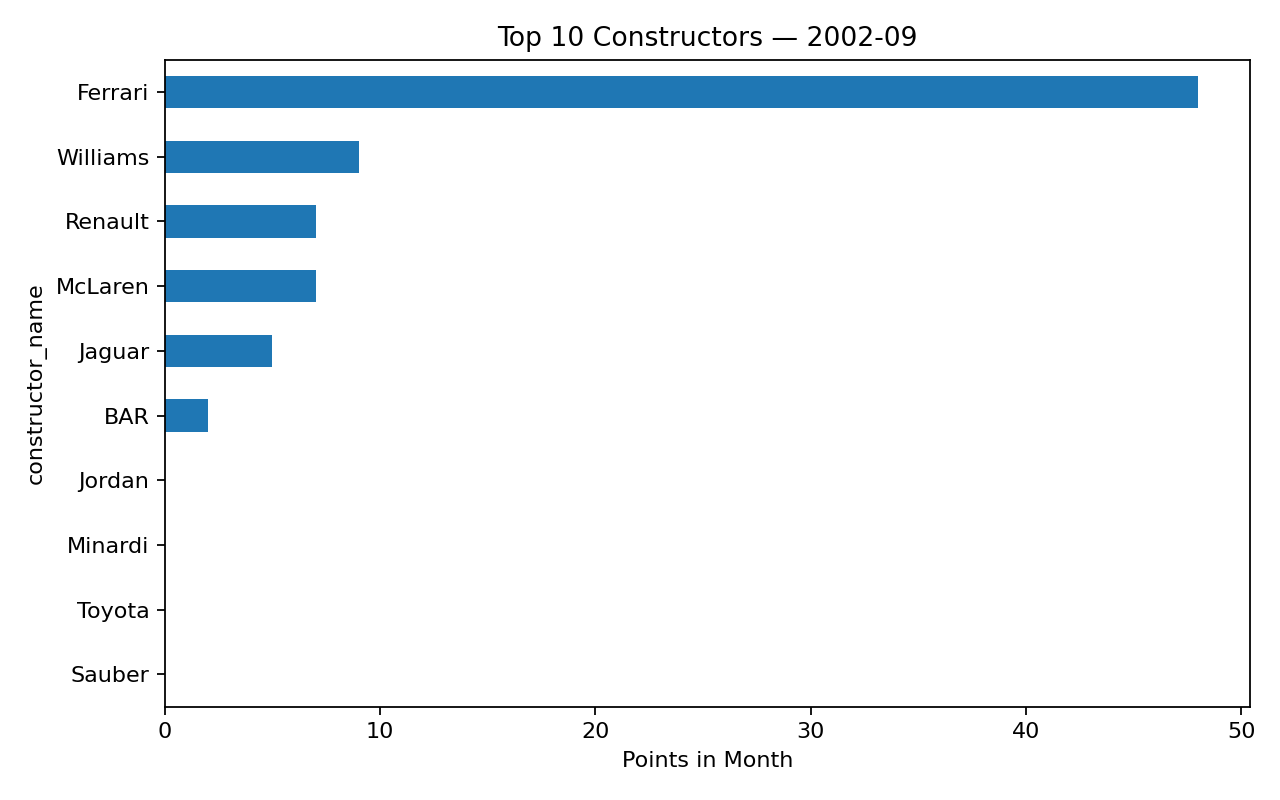 Top 10 Constructors — 2002-09
Ferrari
Williams
Renault
McLaren
Jaguar
BAR
Jordan
Minardi
Toyota
Sauber
constructor_name
0 10 20 30 40 50
Points in Month